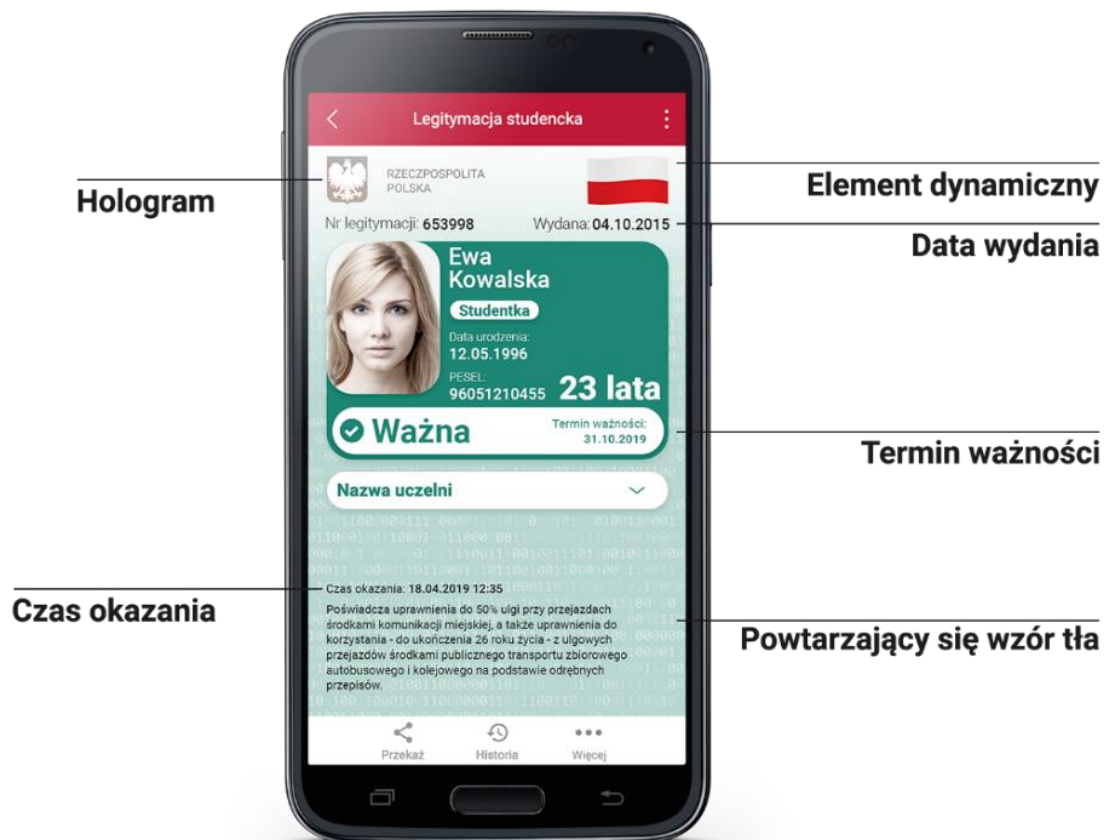 Legitymacja studencka
RZECZPOSPOLITA
POLSKA
Hologram
Element dynamiczny
Nr legitymacji: 653998
Wydana: 04.10.2015
Data wydania
Ewa
Kowalska
Studentka
Data urodzenia:
12.05.1996
PESEL:
96051210455
23 lata
Ważna
Termin ważności:
31.10.2019
Termin ważności
Nazwa uczelni
Czas okazania: 18.04.2019 12:35
Czas okazania
Poświadcza uprawnienia do 50% ulgi przy przejazdach
środkami komunikacji miejskiej, a także uprawnienia do
korzystania - do ukończenia 26 roku życia - z ulgowych
przejazdów środkami publicznego transportu zbiorowego
autobusowego i kolejowego na podstawie odrębnych
przepisów.
Powtarzający się wzór tła
Przekaż
Historia
Więcej